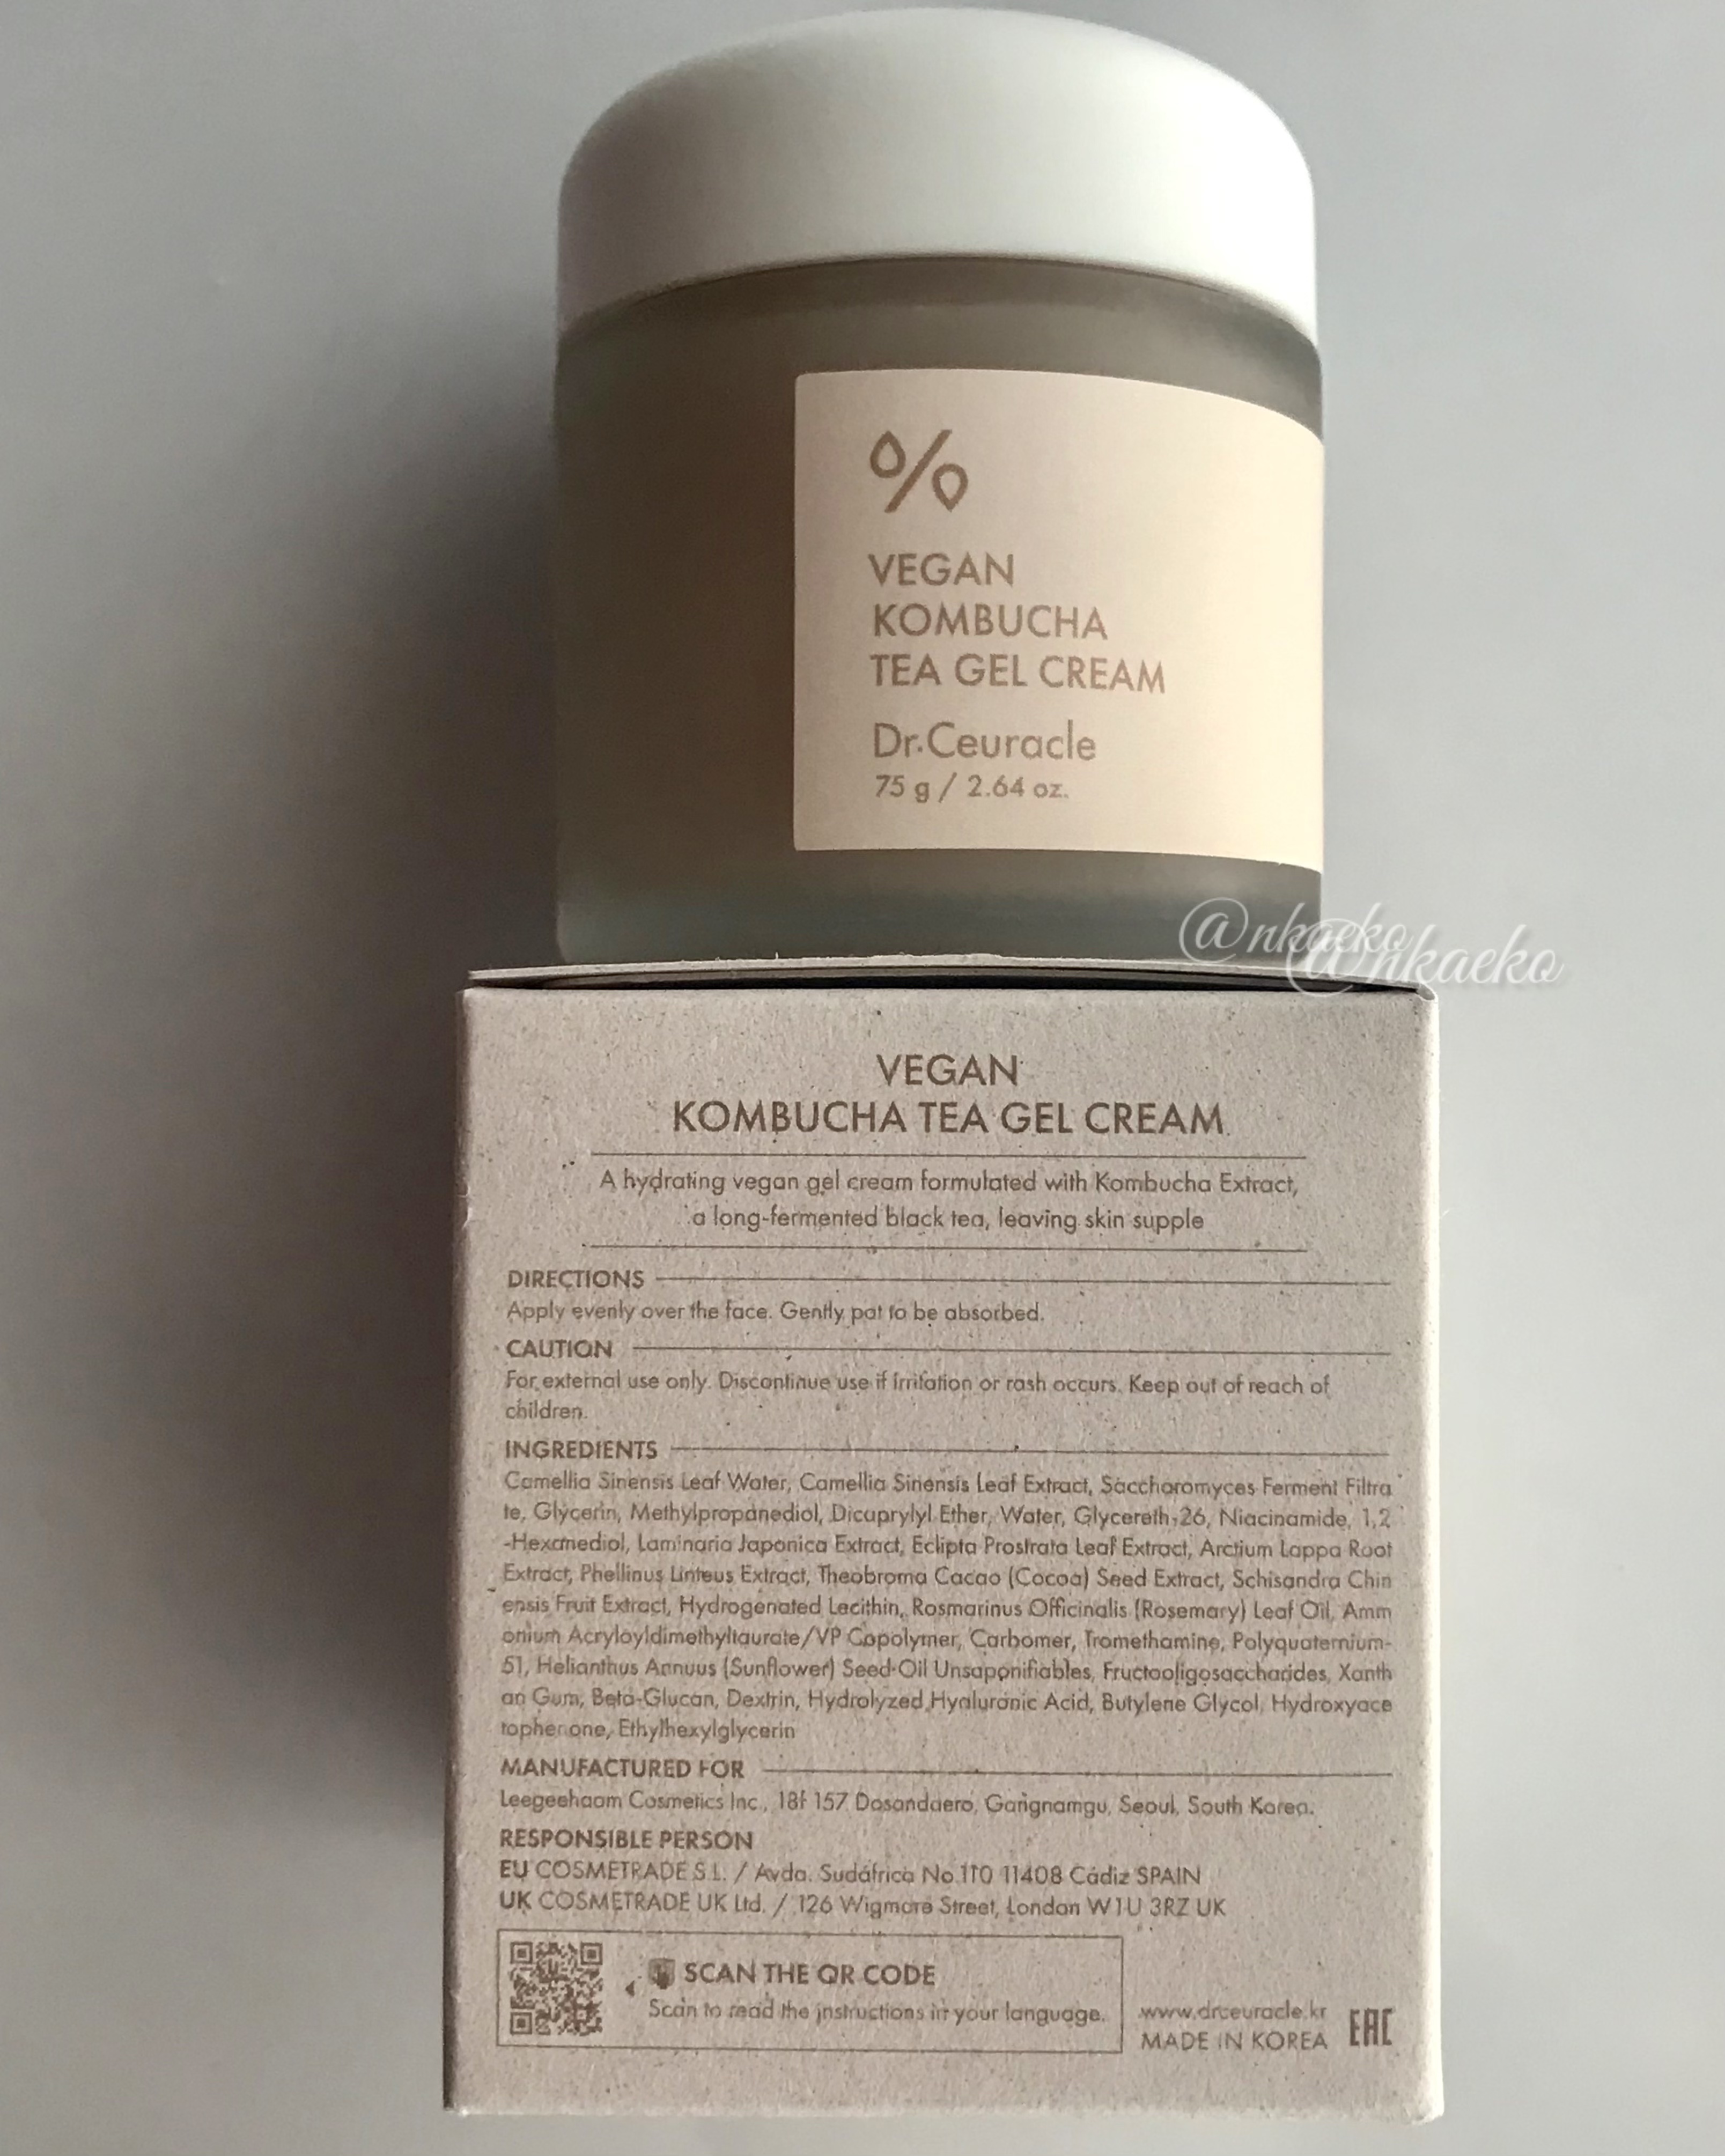 %
VEGAN
KOMBUCHA
TEA GEL CREAM
Dr.Ceuracle
75 g / 2.64 oz.
@nkaeko
@nkaeko
VEGAN
KOMBUCHA TEA GEL CREAM
A hydrating vegan gel cream formulated with Kombucha Extract,
a long-fermented black tea, leaving skin supple
DIRECTIONS
Apply evenly over the face. Gently pat to be absorbed.
CAUTION
For external use only. Discontinue use if irritation or rash occurs. Keep out of reach of
children.
INGREDIENTS
Camellia Sinensis Leaf Water, Camellia Sinensis Leaf Extract, Saccharomyces Ferment Filtra
te, Glycerin, Methylpropanediol, Dicaprylyl Ether, Water, Glycereth-26, Niacinamide, 1,2
-Hexanediol, Laminaria Japonica Extract, Eclipta Prostrata Leaf Extract, Arctium Lappa Root
Extract, Phellinus Linteus Extract, Theobroma Cacao (Cocoa) Seed Extract, Schisandra Chin
ensis Fruit Extract, Hydrogenated Lecithin, Rosmarinus Officinalis (Rosemary) Leaf Oil, Amm
onium Acryloyldimethyltaurate/VP Copolymer, Carbomer, Tromethamine, Polyquaternium-
51, Helianthus Annuus (Sunflower) Seed Oil Unsaponifiables, Fructooligosaccharides, Xanth
an Gum, Beta-Glucan, Dextrin, Hydrolyzed Hyaluronic Acid, Butylene Glycol, Hydroxyace
tophenone, Ethylhexylglycerin
MANUFACTURED FOR
Leegeehaam Cosmetics Inc., 18f 157 Dosandaero, Gangnamgu, Seoul, South Korea.
RESPONSIBLE PERSON
EU COSMETRADE S.L. / Avda. Sudáfrica No.110 11408 Cádiz SPAIN
UK COSMETRADE UK Ltd. / 126 Wigmore Street, London W1U 3RZ UK
SCAN THE QR CODE
Scan to read the instructions in your language.
www.drceuracle.kr
MADE IN KOREA
EAC